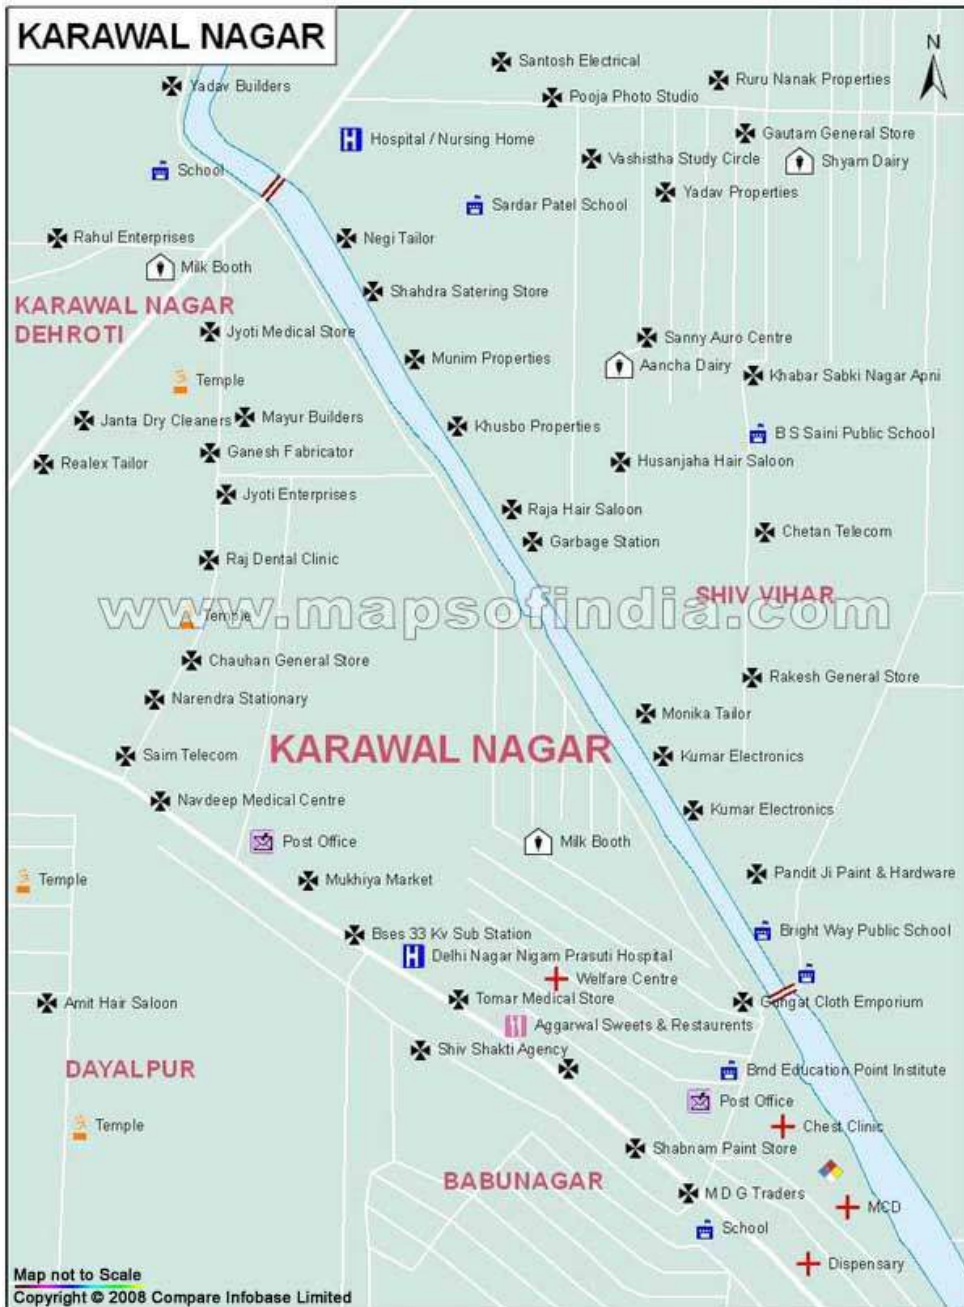 KARAWAL NAGAR
N
Santosh Electrical
Yadav Builders
Ruru Nanak Properties
Pooja Photo Studio
Hospital / Nursing Home
Gautam General Store
Vashistha Study Circle
Shyam Dairy
School
Yadav Properties
Sardar Patel School
Rahul Enterprises
Negi Tailor
Milk Booth
Shahdra Satering Store
KARAWAL NAGAR
DEHROTI
Jyoti Medical Store
Sanny Auro Centre
Munim Properties
Aancha Dairy
Temple
Khabar Sabki Nagar Apni
Janta Dry Cleaners
Mayur Builders
Khusbo Properties
B S Saini Public School
Ganesh Fabricator
Realex Tailor
Husanjaha Hair Saloon
Jyoti Enterprises
Raja Hair Saloon
Chetan Telecom
Garbage Station
Raj Dental Clinic
SHIV VIHAR
www.mapsofindia.com
Temple
Chauhan General Store
Rakesh General Store
Narendra Stationary
Monika Tailor
KARAWAL NAGAR
Saim Telecom
Kumar Electronics
Navdeep Medical Centre
Kumar Electronics
Post Office
Milk Booth
Temple
Mukhiya Market
Pandit Ji Paint & Hardware
Bses 33 Kv Sub Station
Bright Way Public School
Delhi Nagar Nigam Prasuti Hospital
Welfare Centre
Amit Hair Saloon
Tomar Medical Store
Gangat Cloth Emporium
Aggarwal Sweets & Restaurents
Shiv Shakti Agency
DAYALPUR
Bmd Education Point Institute
Post Office
Temple
Chest Clinic
Shabnam Paint Store
BABUNAGAR
M D G Traders
MCD
School
Dispensary
Map not to Scale
Copyright © 2008 Compare Infobase Limited